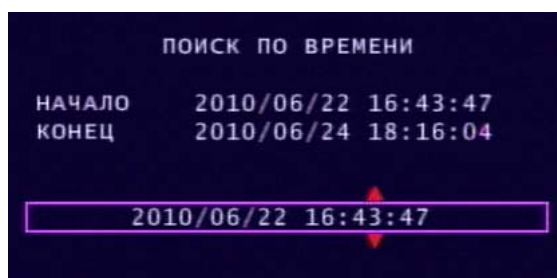 ПОИСК ПО ВРЕМЕНИ
НАЧАЛО 2010/06/22 16:43:47
КОНЕЦ 2010/06/24 18:16:04
2010/06/22 16:43:47